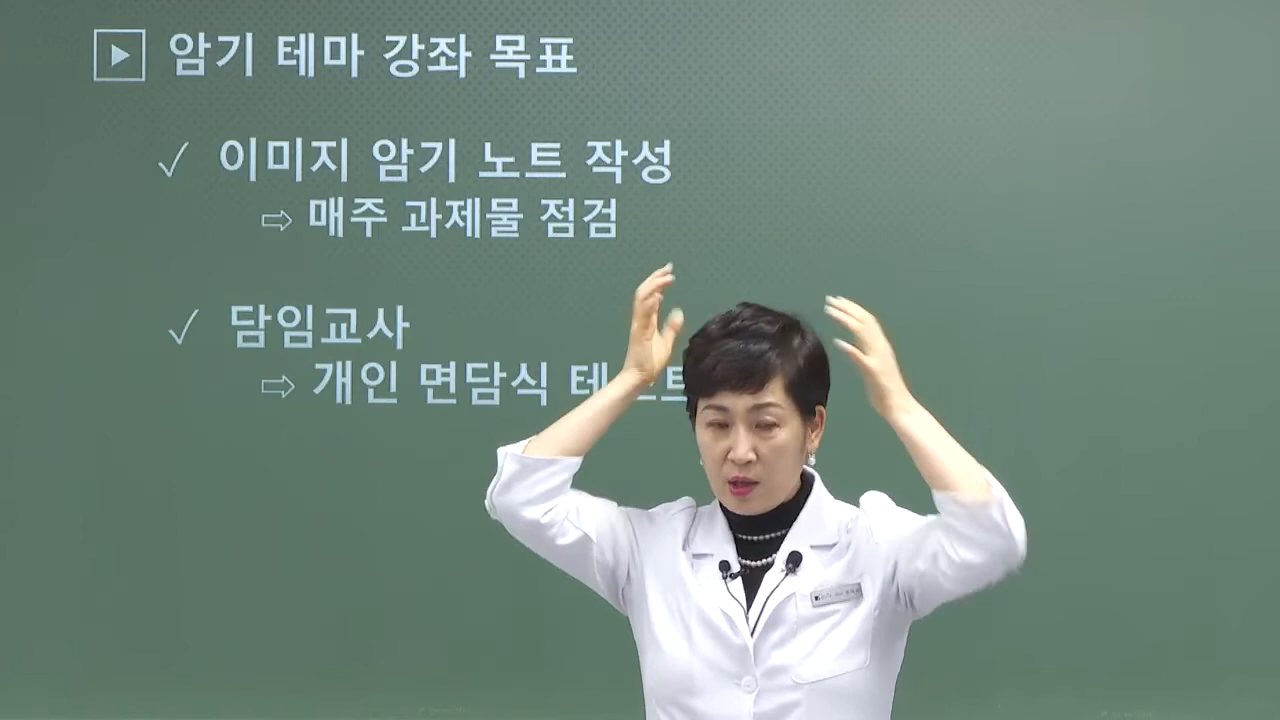 암기 테마 강좌 목표
✓ 이미지 암기 노트 작성
⇨ 매주 과제물 점검
✓ 담임교사
⇨ 개인 면담식